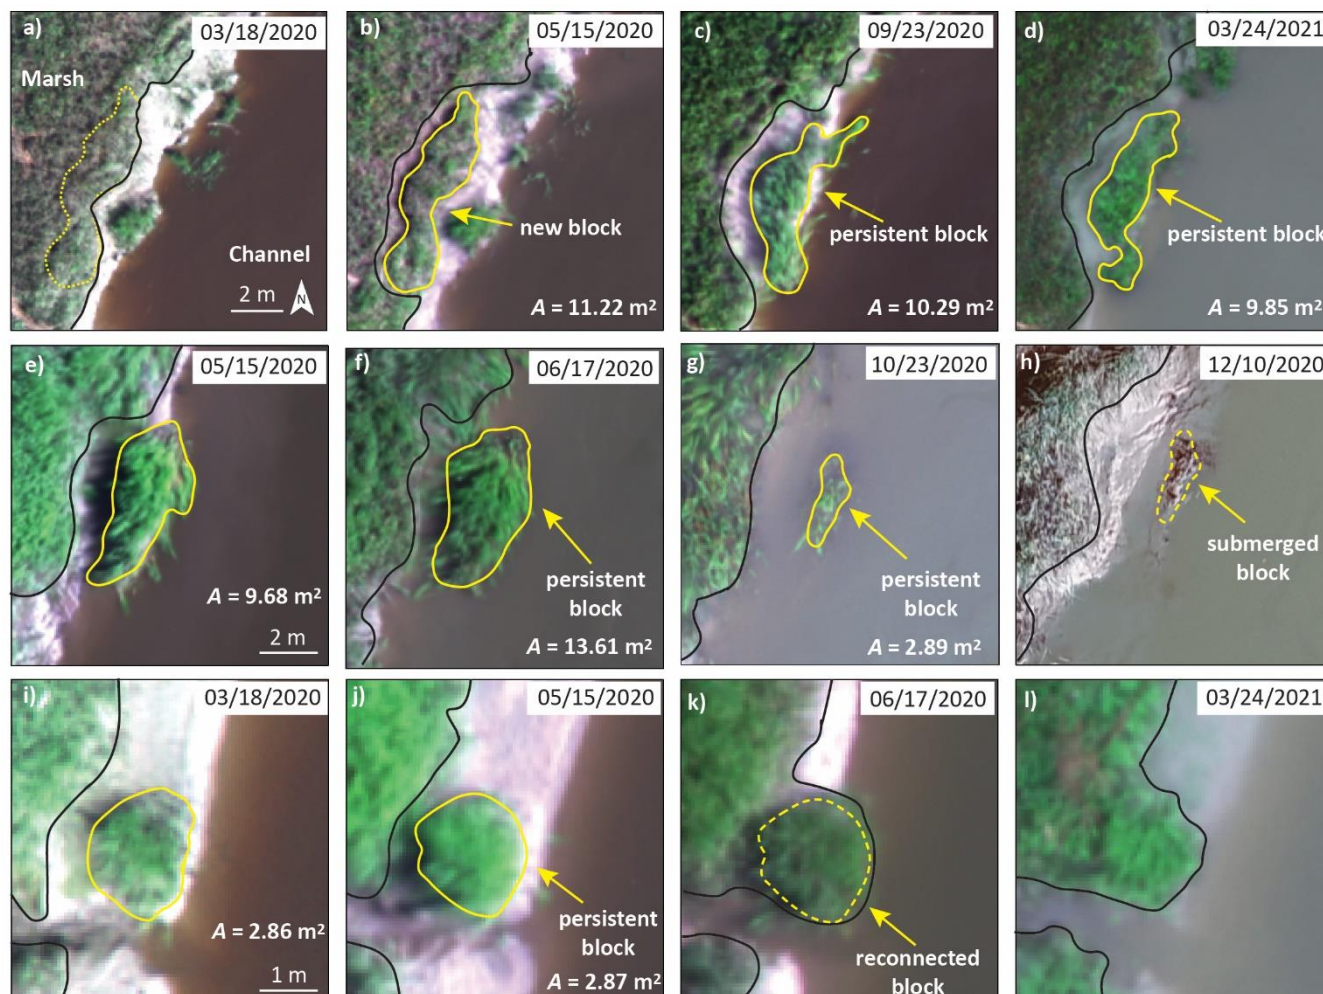 a)
03/18/2020
Marsh
Channel
2 m
N
b)
05/15/2020
new block
A = 11.22 m²
c)
09/23/2020
persistent block
A = 10.29 m²
d)
03/24/2021
persistent block
A = 9.85 m²
e)
05/15/2020
A = 9.68 m²
2 m
f)
06/17/2020
persistent
block
A = 13.61 m²
g)
10/23/2020
persistent
block
A = 2.89 m²
h)
12/10/2020
submerged
block
i)
03/18/2020
A = 2.86 m²
1 m
j)
05/15/2020
persistent
block
A = 2.87 m²
k)
06/17/2020
reconnected
block
l)
03/24/2021